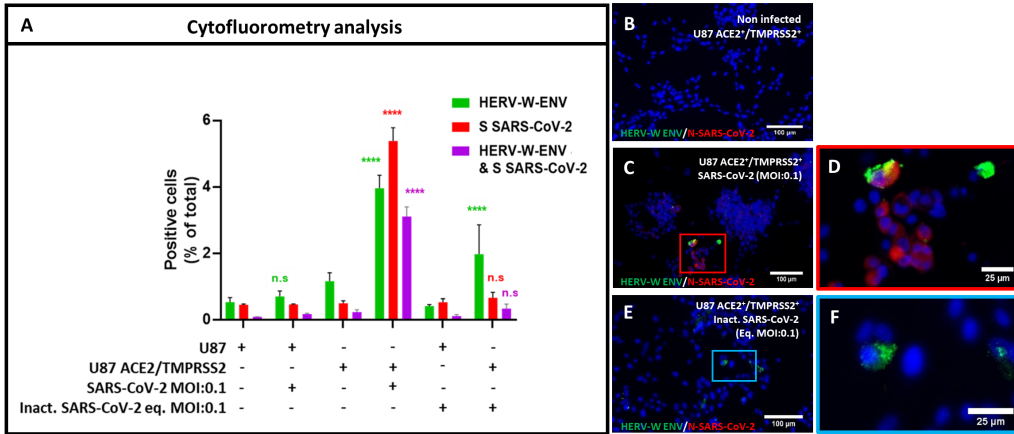 A
Cytofluorometry analysis
HERV-W-ENV
S SARS-CoV-2
HERV-W-ENV
& S SARS-CoV-2
Positive cells
(% of total)
6
4
2
0
n.s
****
****
****
****
n.s
n.s
U87 + + - - + -
U87 ACE2/TMPRSS2 - - + + - +
SARS-CoV-2 MOI:0.1 - + - + - -
Inact. SARS-CoV-2 eq. MOI:0.1 - - - - + +
B
Non infected
U87 ACE2⁺/TMPRSS2⁺
HERV-W ENV/N-SARS-CoV-2
100 µm
C
U87 ACE2⁺/TMPRSS2⁺
SARS-CoV-2 (MOI:0.1)
HERV-W ENV/N-SARS-CoV-2
100 µm
D
25 µm
E
U87 ACE2⁺/TMPRSS2⁺
Inact. SARS-CoV-2
(Eq. MOI:0.1)
HERV-W ENV/N-SARS-CoV-2
100 µm
F
25 µm